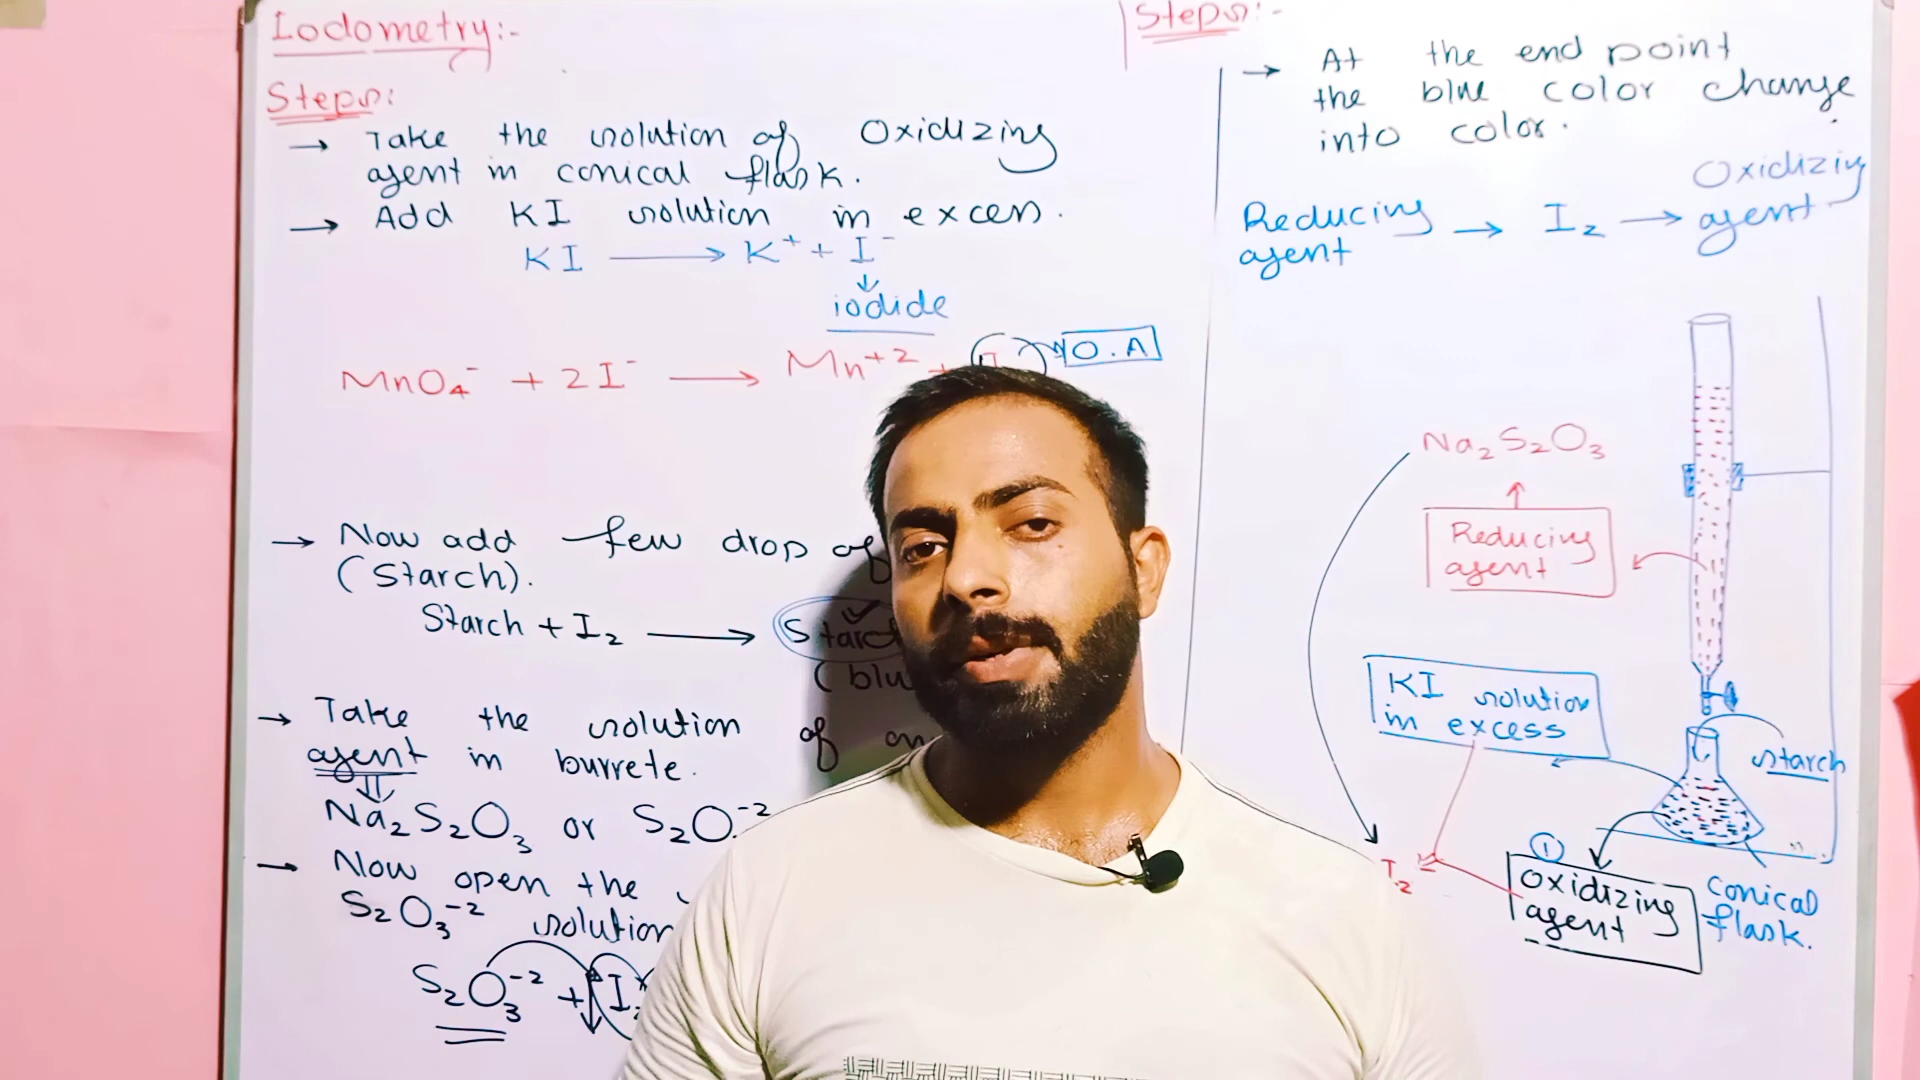 Iodometry:-
Steps:
→ Take the solution of Oxidizing
agent in conical flask.
→ Add KI solution in excess.
KI → K+ + I-
↓
iodide
MnO4- + 2I- → Mn+2 +
O.A
→ Now add few drop of
(Starch).
Starch + I2 → Starch
(blu
→ Take the solution of an
agent in burrete.
Na2S2O3 or S2O -2
→ Now open the
S2O3-2 solution
S2O3-2 + I2
Steps:-
→ At the end point
the blue color change
into color.
Reducing agent → I2 → Oxidizing agent
Na2S2O3
Reducing
agent
KI solution
in excess
starch
I2
1
Oxidizing
agent
conical
flask.